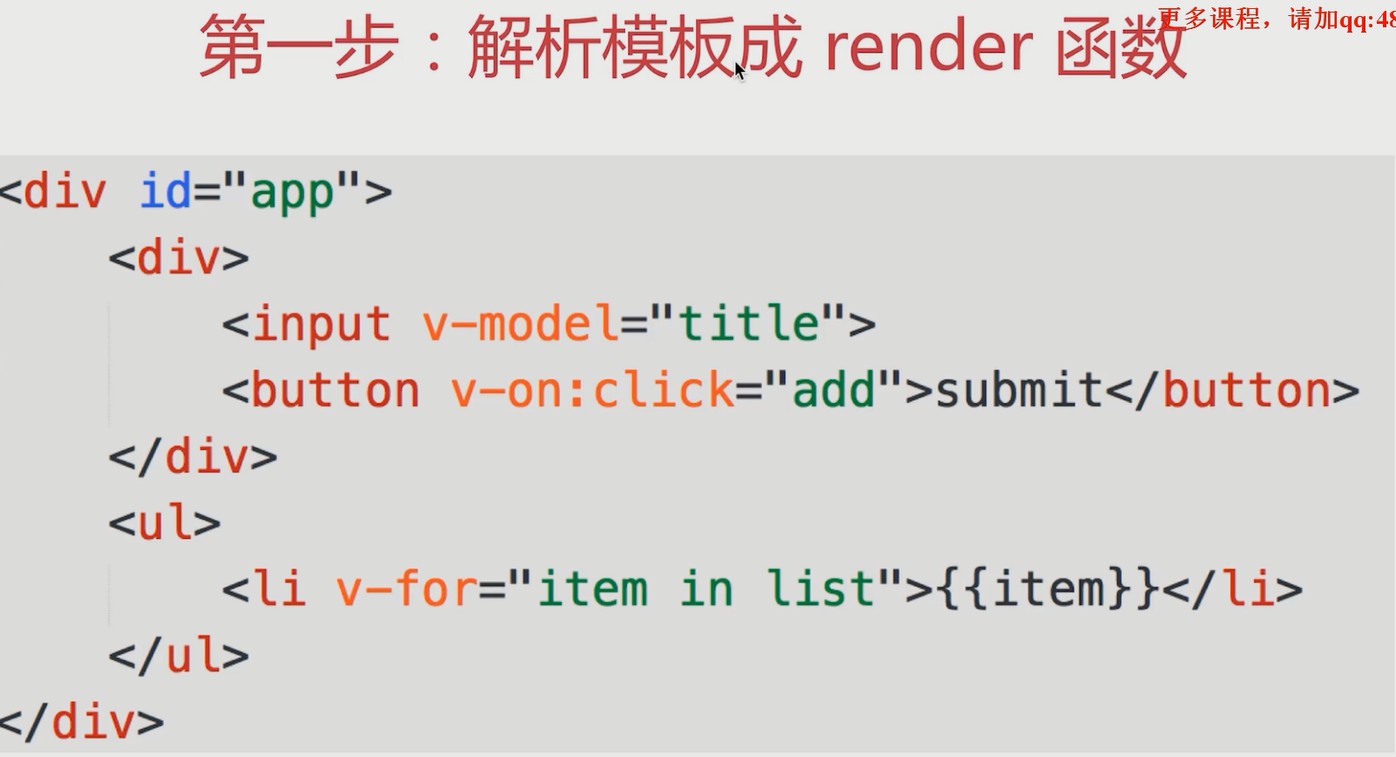 第一步：解析模板成 render 函数
更多课程，请加qq:48
<div id="app">
    <div>
        <input v-model="title">
        <button v-on:click="add">submit</button>
    </div>
    <ul>
        <li v-for="item in list">{{item}}</li>
    </ul>
</div>